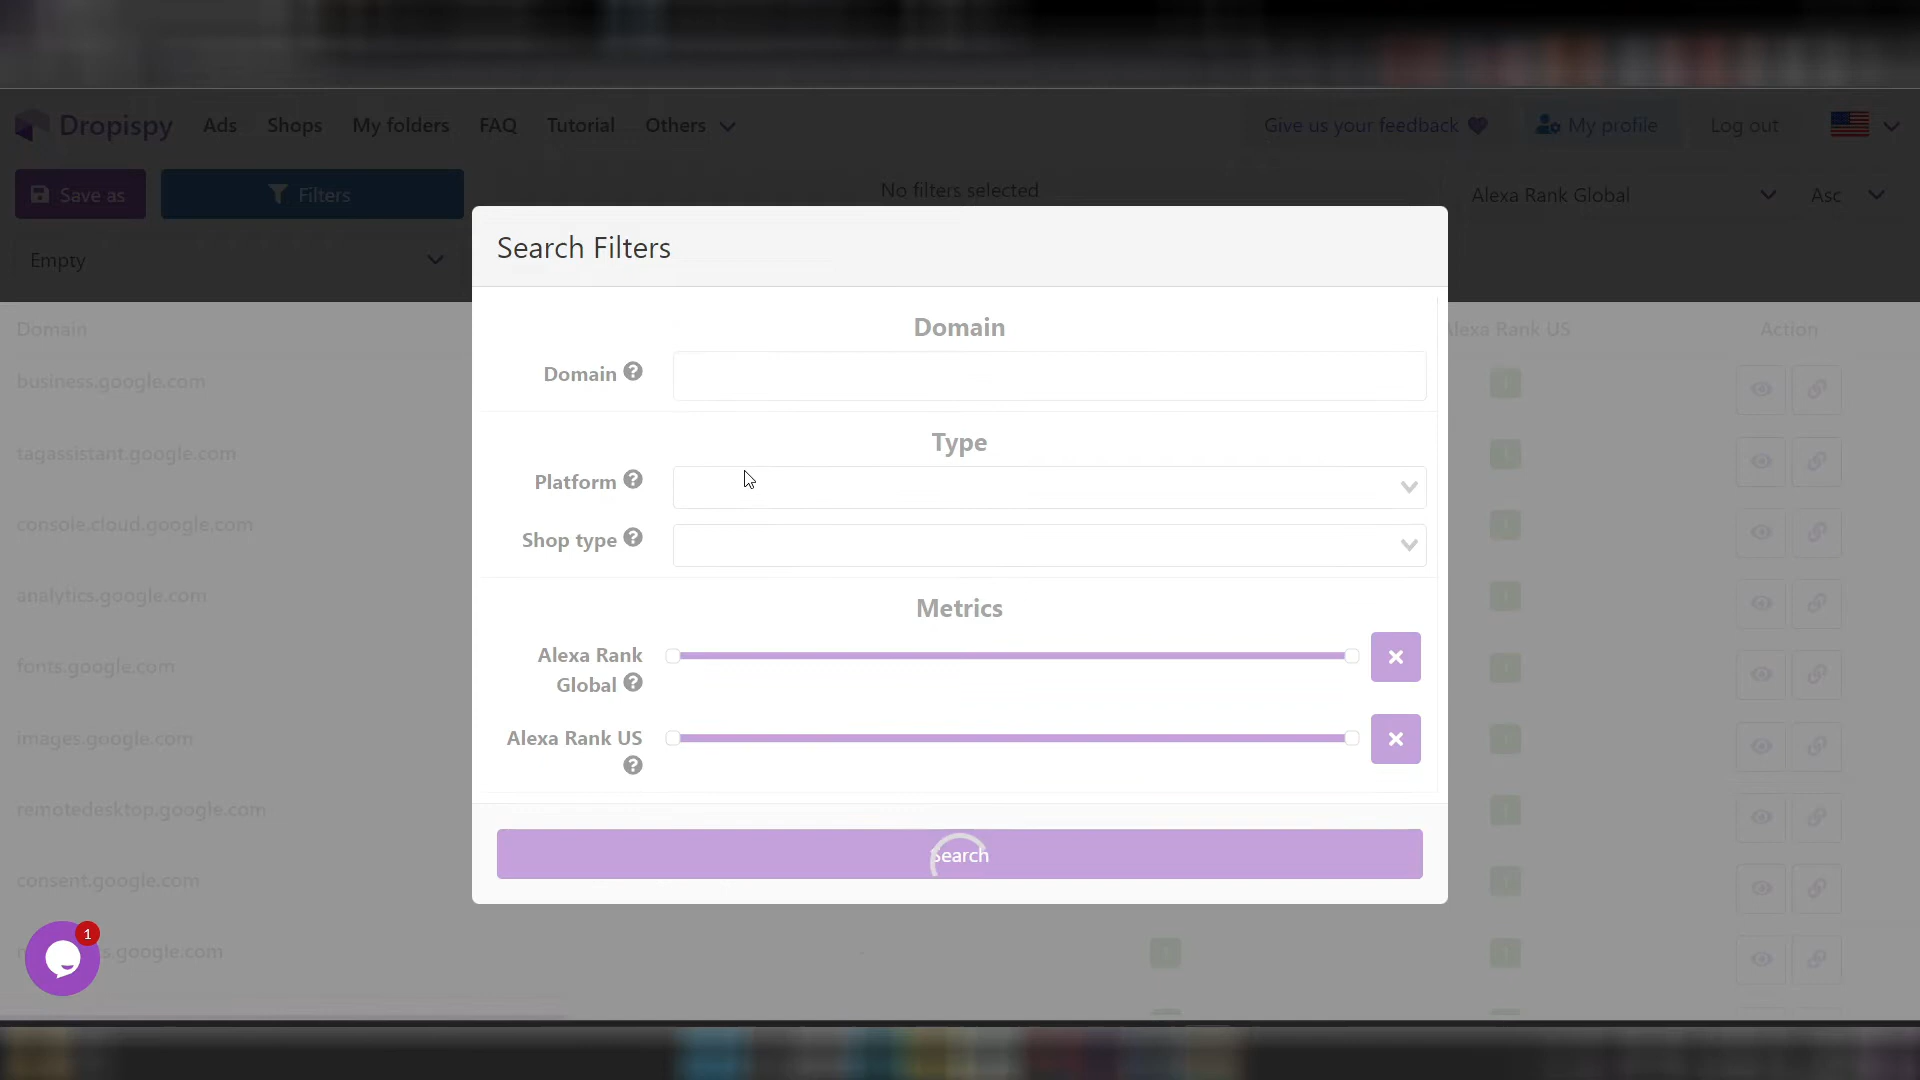 Dropispy Ads Shops My folders FAQ Tutorial Others Give us your feedback My profile Log out
Save as Filters No filters selected Alexa Rank Global Asc
Empty
Search Filters
Domain Alexa Rank US Action
Domain
Domain
business.google.com
Type
tagassistant.google.com
Platform
console.cloud.google.com
Shop type
analytics.google.com
Metrics
fonts.google.com
Alexa Rank
Global
images.google.com
Alexa Rank US
remotedesktop.google.com
Search
consent.google.com
1